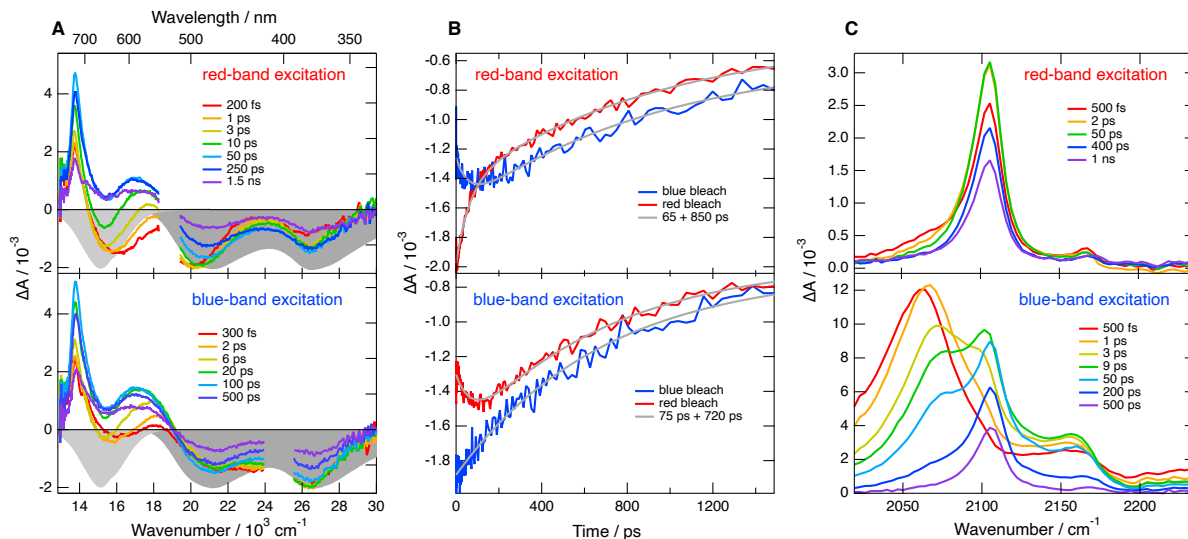 A
Wavelength / nm
700 600 500 400 350
red-band excitation
200 fs
1 ps
3 ps
10 ps
50 ps
250 ps
1.5 ns
4
2
0
-2
ΔA / 10⁻³
blue-band excitation
300 fs
2 ps
6 ps
20 ps
100 ps
500 ps
4
2
0
-2
14 16 18 20 22 24 26 28 30
Wavenumber / 10³ cm⁻¹
B
red-band excitation
-0.6
-0.8
-1.0
-1.2
-1.4
-1.6
-1.8
-2.0
ΔA / 10⁻³
blue bleach
red bleach
65 + 850 ps
blue-band excitation
-0.8
-1.0
-1.2
-1.4
-1.6
-1.8
blue bleach
red bleach
75 ps + 720 ps
0 400 800 1200
Time / ps
C
red-band excitation
500 fs
2 ps
50 ps
400 ps
1 ns
3.0
2.5
2.0
1.5
1.0
0.5
0.0
ΔA / 10⁻³
blue-band excitation
500 fs
1 ps
3 ps
9 ps
50 ps
200 ps
500 ps
12
10
8
6
4
2
0
2050 2100 2150 2200
Wavenumber / cm⁻¹